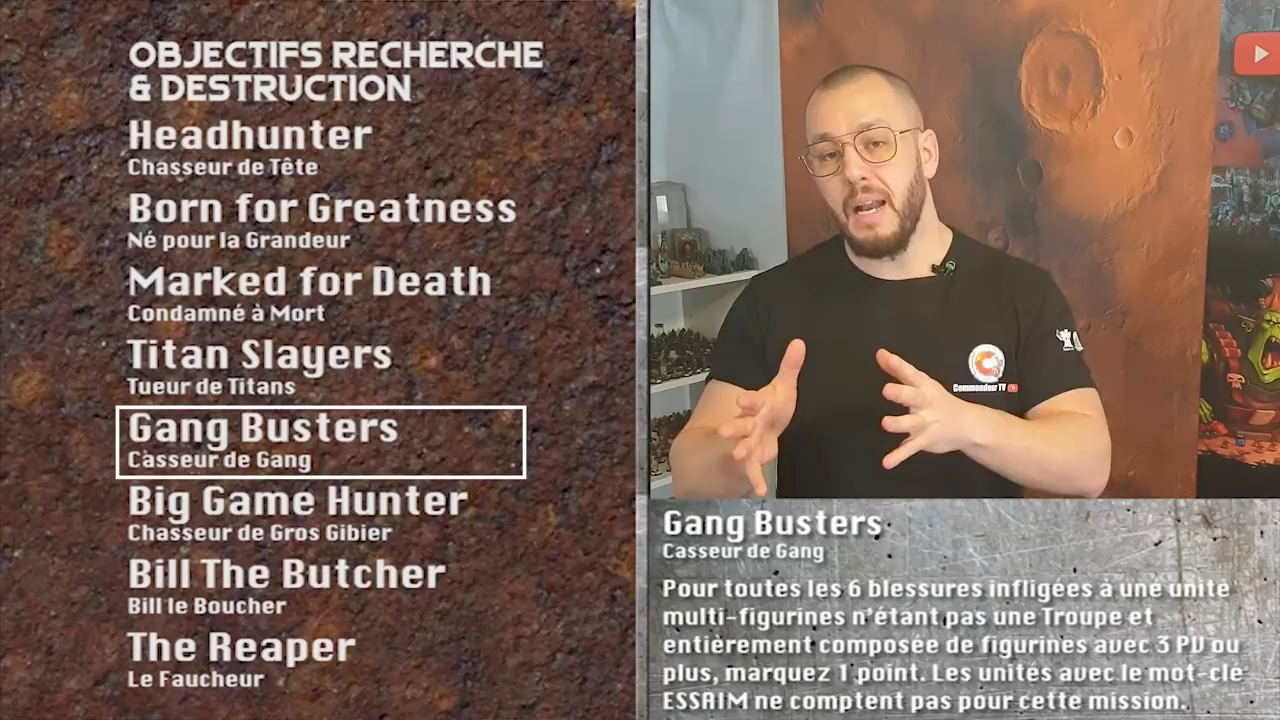 OBJECTIFS RECHERCHE
& DESTRUCTION
Headhunter
Chasseur de Tête
Born for Greatness
Né pour la Grandeur
Marked for Death
Condamné à Mort
Titan Slayers
Tueur de Titans
Gang Busters
Casseur de Gang
Big Game Hunter
Chasseur de Gros Gibier
Bill The Butcher
Bill le Boucher
The Reaper
Le Faucheur
Commandeur TV
Gang Busters
Casseur de Gang
Pour toutes les 6 blessures infligées à une unité
multi-figurines n'étant pas une Troupe et
entièrement composée de figurines avec 3 PV ou
plus, marquez 1 point. Les unités avec le mot-clé
ESSAIM ne comptent pas pour cette mission.